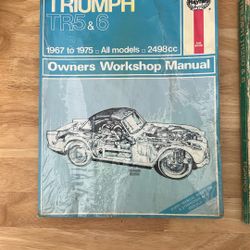 TRIUMPH
TR5 & 6
1967 to 1975 □ All models □ 2498cc
Owners Workshop Manual